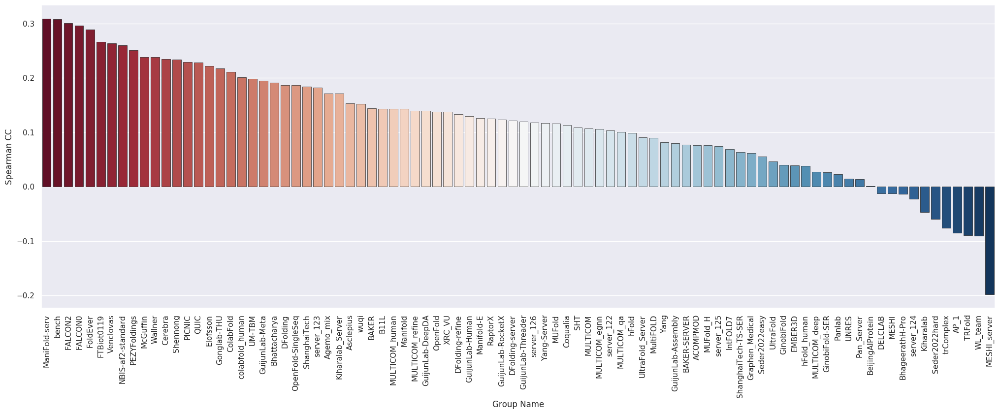 0.3
0.2
0.1
0.0
−0.1
−0.2
Spearman CC
ManiFold-serv
bench
FALCON2
FALCON0
FoldEver
FTBiot0119
Venclovas
NBIS-af2-standard
PEZYFoldings
McGuffin
Wallner
Cerebra
Shennong
PICNIC
QUIC
Elofsson
Gonglab-THU
ColabFold
colabfold_human
UM-TBM
GuijunLab-Meta
Bhattacharya
DFolding
OpenFold-SingleSeq
ShanghaiTech
server_123
Agemo_mix
Kiharalab_Server
Asclepius
wuqi
BAKER
B11L
MULTICOM_human
Manifold
MULTICOM_refine
GuijunLab-DeepDA
OpenFold
XRC_VU
DFolding-refine
GuijunLab-Human
Manifold-E
RaptorX
GuijunLab-RocketX
DFolding-server
GuijunLab-Threader
server_126
Yang-Server
MUFold
Coqualia
SHT
MULTICOM
MULTICOM_egnn
server_122
MULTICOM_qa
hFold
UltraFold_Server
MultiFOLD
Yang
GuijunLab-Assembly
BAKER-SERVER
ACOMPMOD
MUFold_H
server_125
IntFOLD7
ShanghaiTech-TS-SER
Graphen_Medical
Seder2022easy
UltraFold
GinobiFold
EMBER3D
hFold_human
MULTICOM_deep
GinobiFold-SER
Panlab
UNRES
Pan_Server
BeijingAIProtein
DELCLAB
MESHI
BhageerathH-Pro
server_124
Kiharalab
Seder2022hard
trComplex
AP_1
TRFold
WL_team
MESHI_server
Group Name